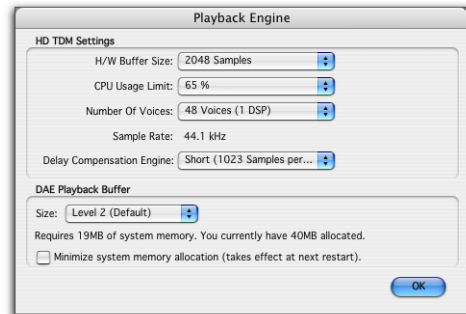 Playback Engine
HD TDM Settings
H/W Buffer Size: 2048 Samples
CPU Usage Limit: 65 %
Number Of Voices: 48 Voices (1 DSP)
Sample Rate: 44.1 kHz
Delay Compensation Engine: Short (1023 Samples per...
DAE Playback Buffer
Size: Level 2 (Default)
Requires 19MB of system memory. You currently have 40MB allocated.
Minimize system memory allocation (takes effect at next restart).
OK